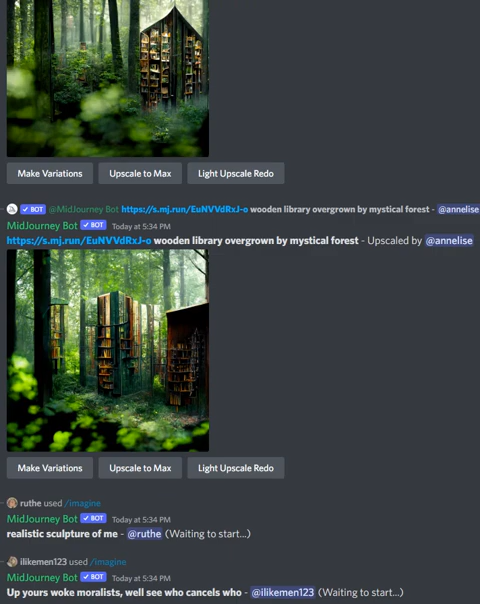 Make Variations Upscale to Max Light Upscale Redo
BOT @MidJourney Bot https://s.mj.run/EuNVVdRxJ-o wooden library overgrown by mystical forest - @annelise
MidJourney Bot BOT Today at 5:34 PM
https://s.mj.run/EuNVVdRxJ-o wooden library overgrown by mystical forest - Upscaled by @annelise
Make Variations Upscale to Max Light Upscale Redo
ruthe used /imagine
MidJourney Bot BOT Today at 5:34 PM
realistic sculpture of me - @ruthe (Waiting to start...)
ilikemen123 used /imagine
MidJourney Bot BOT Today at 5:34 PM
Up yours woke moralists, well see who cancels who - @ilikemen123 (Waiting to start...)